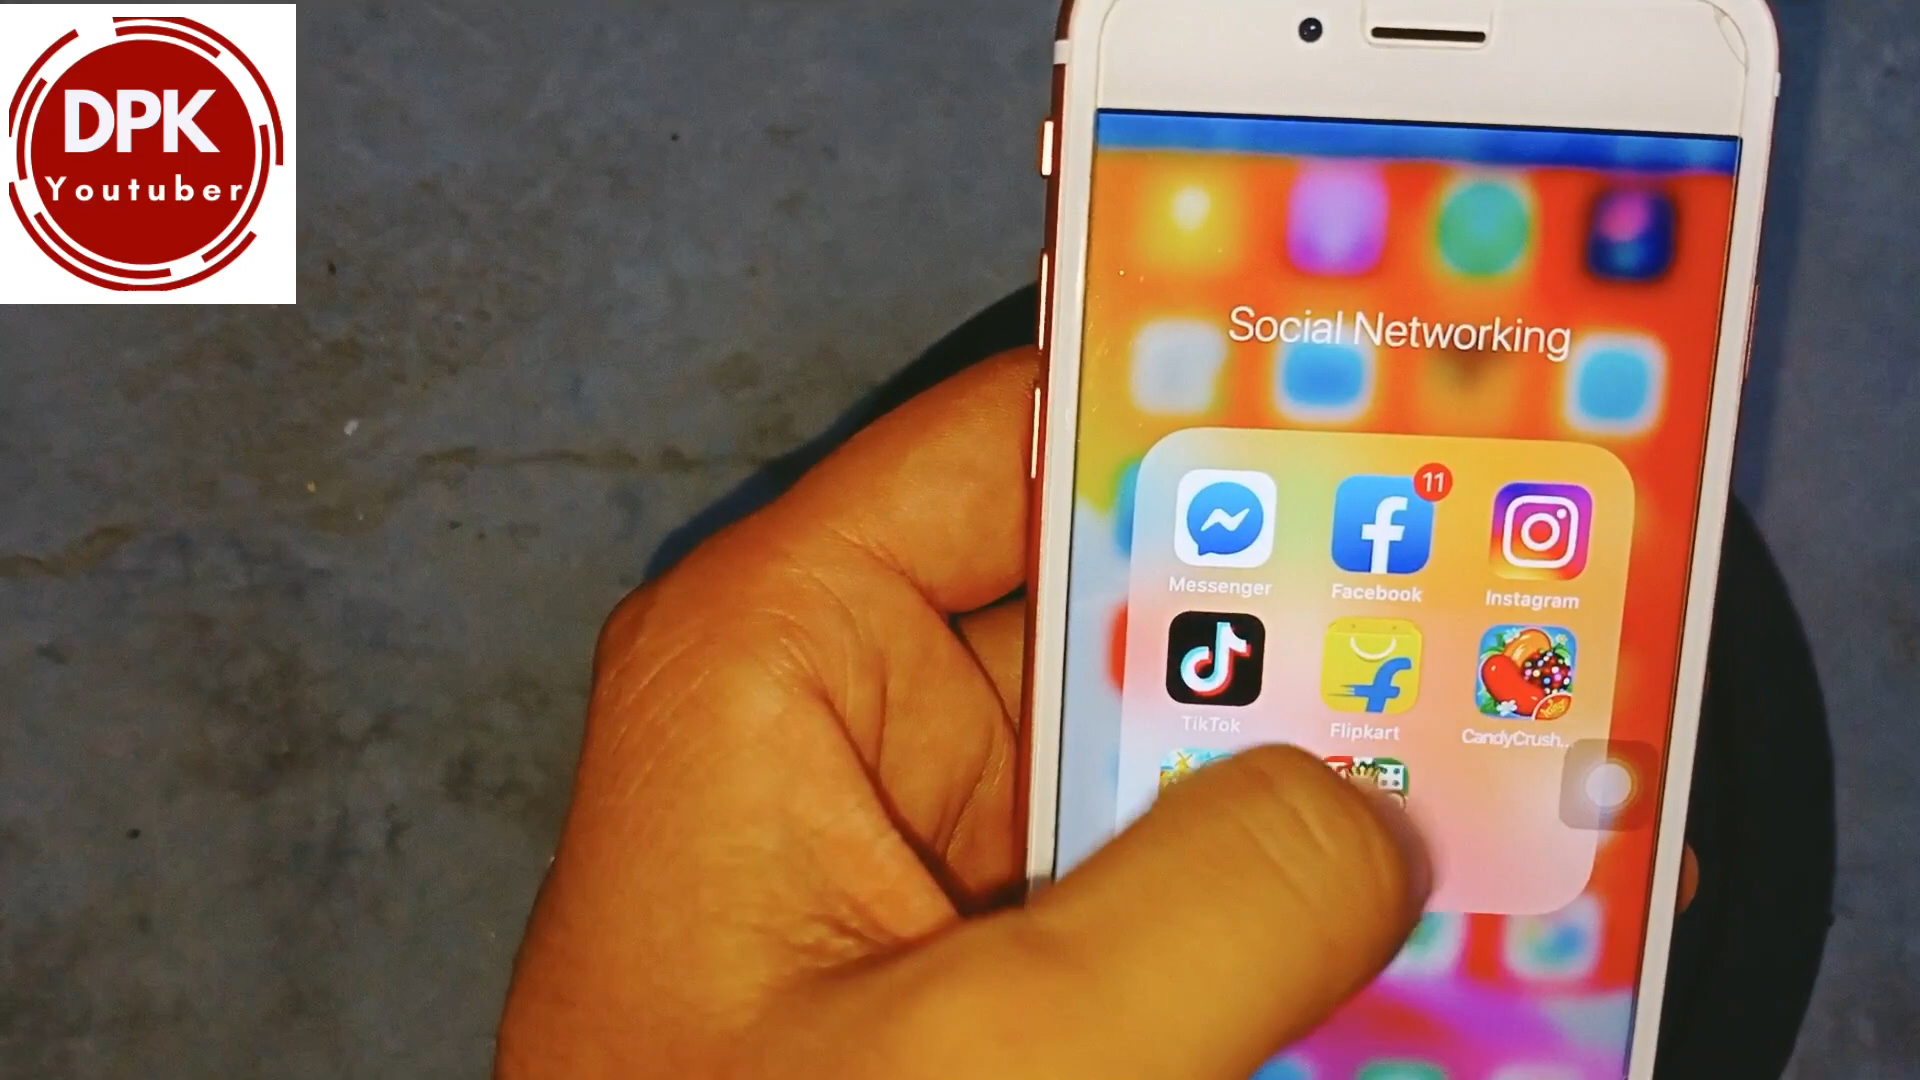 DPK
Youtuber
Social Networking
11
Messenger
Facebook
Instagram
TikTok
Flipkart
CandyCrush...